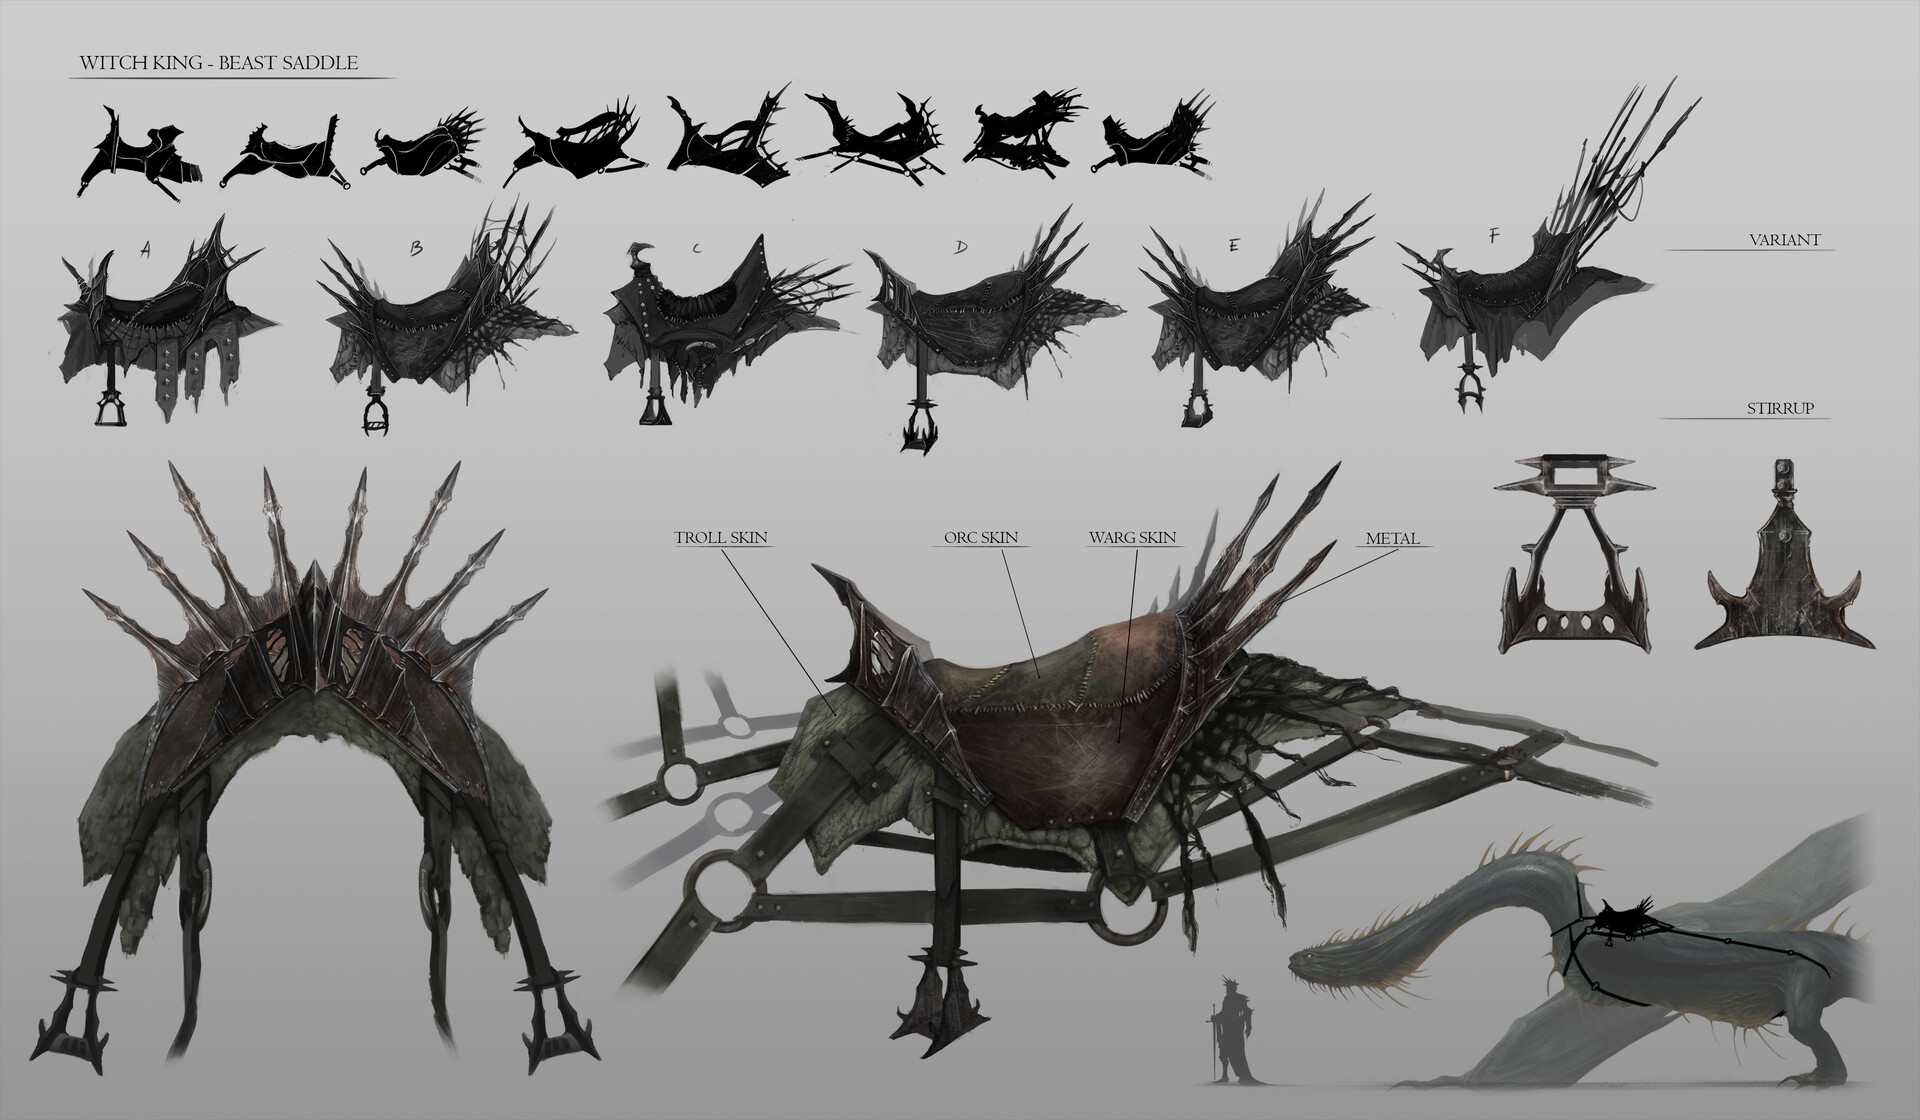 WITCH KING - BEAST SADDLE
A
B
C
D
E
F
VARIANT
STIRRUP
TROLL SKIN
ORC SKIN
WARG SKIN
METAL